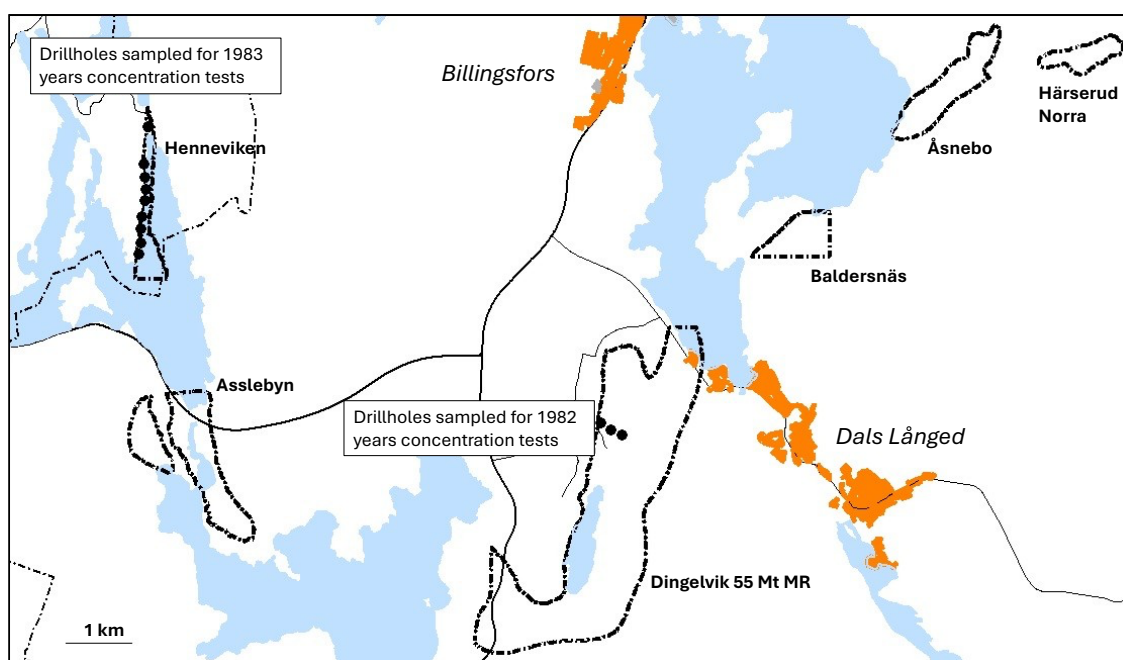 Drillholes sampled for 1983
years concentration tests
Billingsfors
Henneviken
Åsnebo
Härserud
Norra
Baldersnäs
Asslebyn
Drillholes sampled for 1982
years concentration tests
Dals Långed
Dingelvik 55 Mt MR
1 km